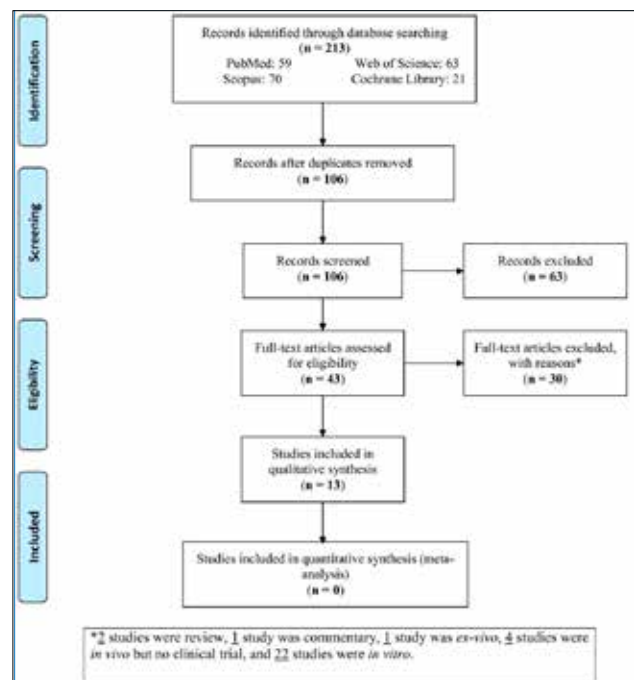 Records identified through database searching
(n = 213)
PubMed: 59 Web of Science: 63
Scopus: 70 Cochrane Library: 21
Identification
Records after duplicates removed
(n = 106)
Screening
Records screened
(n = 106)
Records excluded
(n = 63)
Full-text articles assessed
for eligibility
(n = 43)
Full-text articles excluded,
with reasons*
(n = 30)
Eligibility
Studies included in
qualitative synthesis
(n = 13)
Included
Studies included in quantitative synthesis (meta-
analysis)
(n = 0)
*2 studies were review, 1 study was commentary, 1 study was ex-vivo, 4 studies were
in vivo but no clinical trial, and 22 studies were in vitro.